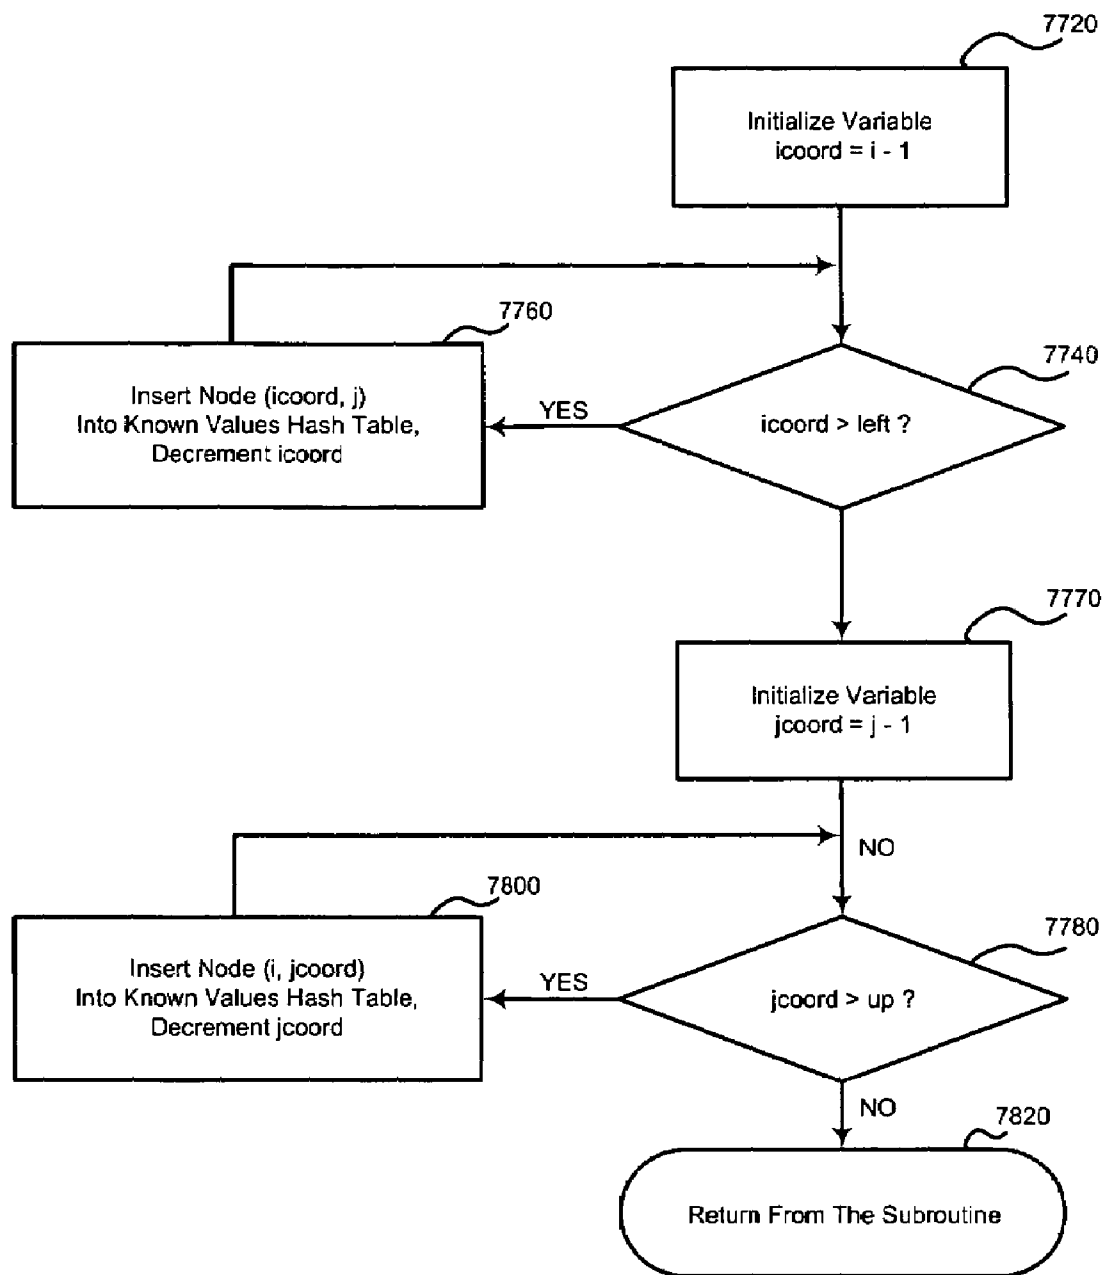 7720
Initialize Variable
icoord = i - 1
7760
Insert Node (icoord, j)
Into Known Values Hash Table,
Decrement icoord
YES
7740
icoord > left ?
7770
Initialize Variable
jcoord = j - 1
NO
7800
Insert Node (i, jcoord)
Into Known Values Hash Table,
Decrement jcoord
YES
7780
jcoord > up ?
NO
7820
Return From The Subroutine